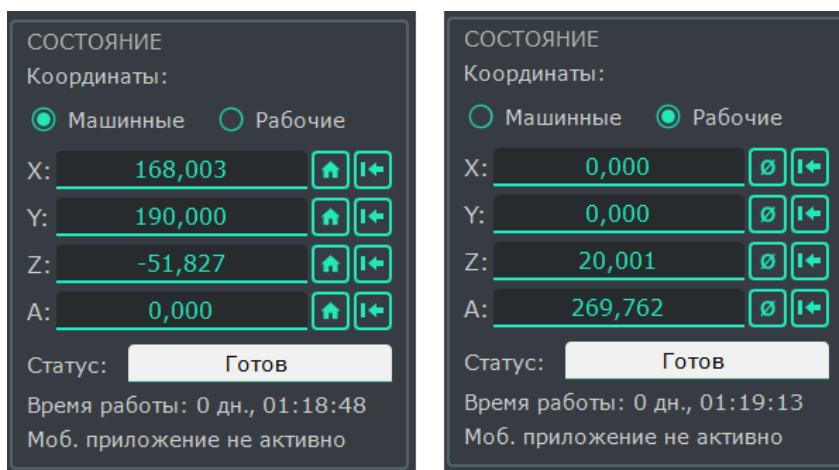 СОСТОЯНИЕ
Координаты:
Машинные Рабочие
X: 168,003
Y: 190,000
Z: -51,827
A: 0,000
Статус: Готов
Время работы: 0 дн., 01:18:48
Моб. приложение не активно
СОСТОЯНИЕ
Координаты:
Машинные Рабочие
X: 0,000 ø
Y: 0,000 ø
Z: 20,001 ø
A: 269,762 ø
Статус: Готов
Время работы: 0 дн., 01:19:13
Моб. приложение не активно